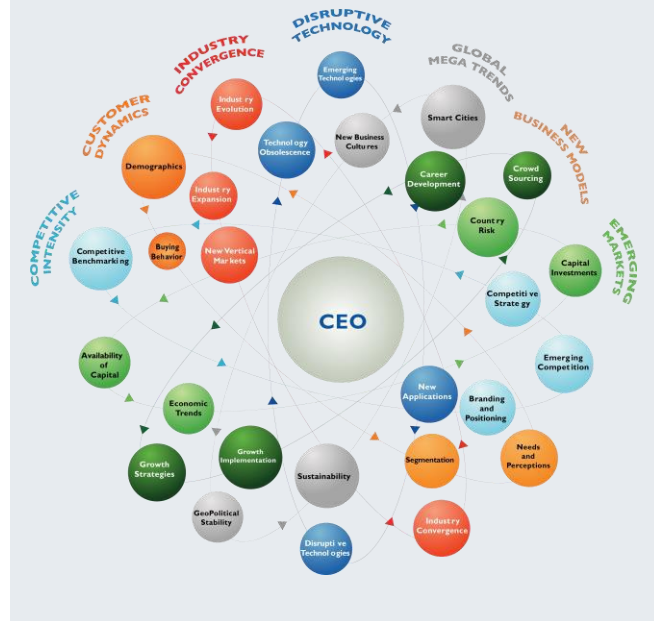 DISRUPTIVE
TECHNOLOGY
INDUSTRY
CONVERGENCE
GLOBAL
MEGA TRENDS
CUSTOMER
DYNAMICS
NEW
BUSINESS MODELS
COMPETITIVE
INTENSITY
EMERGING
MARKETS
Emerging
Technologies
Industry
Evolution
Smart Cities
Technology
Obsolescence
New Business
Cultures
Demographics
Career
Development
Crowd
Sourcing
Industry
Expansion
Country
Risk
Competitive
Benchmarking
Buying
Behavior
New Vertical
Markets
Capital
Investments
Competitive
Strategy
CEO
Availability
of
Capital
Emerging
Competition
Economic
Trends
New
Applications
Branding
and
Positioning
Growth
Strategies
Growth
Implementation
Sustainability
Segmentation
Needs
and
Perceptions
GeoPolitical
Stability
Disruptive
Technologies
Industry
Convergence